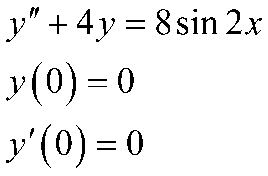 y″ + 4y = 8 sin 2x
y(0) = 0
y′(0) = 0